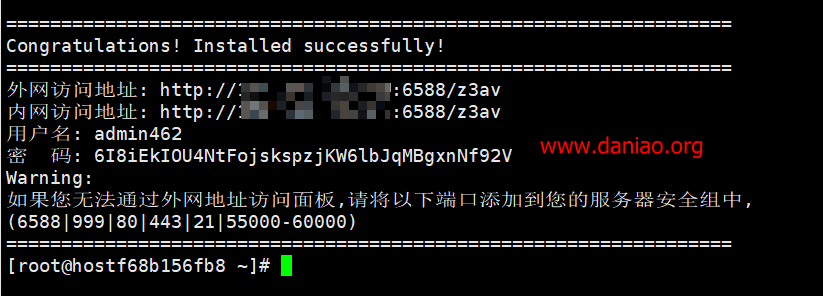 ==================================================================
Congratulations! Installed successfully!
==================================================================
外网访问地址: http://1 :6588/z3av
内网访问地址: http://1 :6588/z3av
用户名: admin462
密 码: 6I8iEkIOU4NtFojskspzjKW6lbJqMBgxnNf92V
www.daniao.org
Warning:
如果您无法通过外网地址访问面板,请将以下端口添加到您的服务器安全组中,
(6588|999|80|443|21|55000-60000)
==================================================================
[root@hostf68b156fb8 ~]#